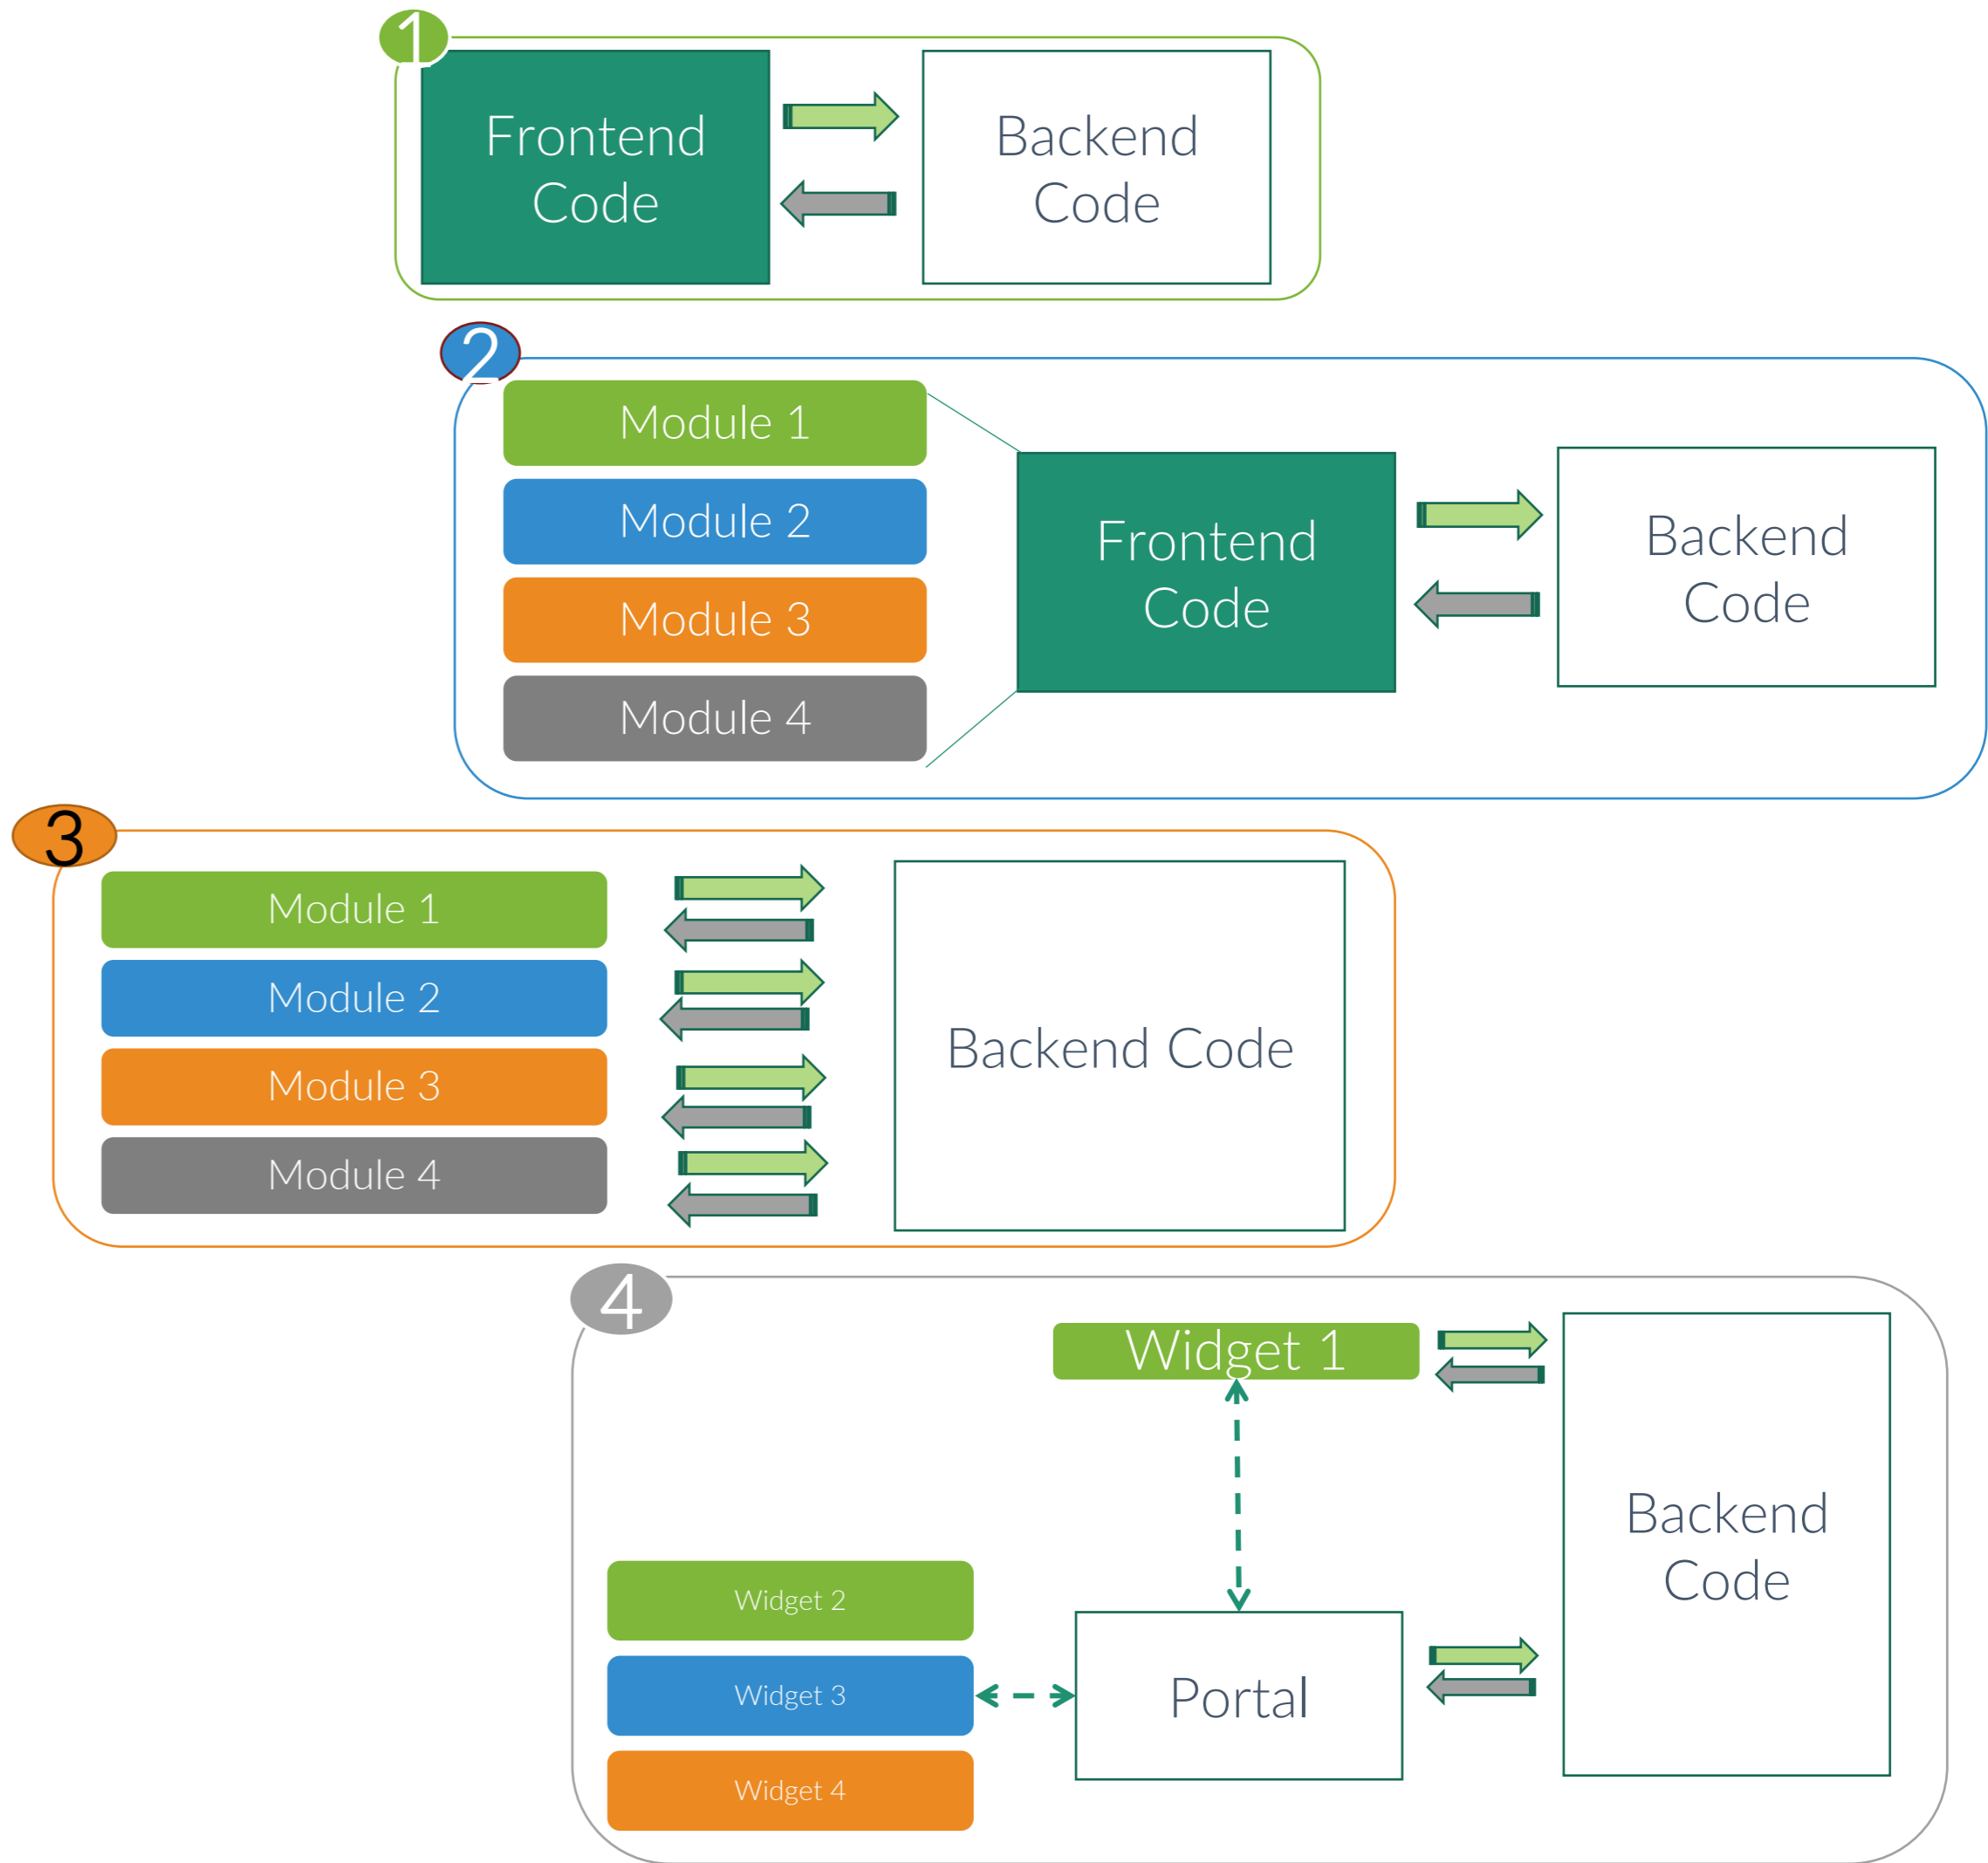 1
Frontend
Code
Backend
Code
2
Module 1
Module 2
Module 3
Module 4
Frontend
Code
Backend
Code
3
Module 1
Module 2
Module 3
Module 4
Backend Code
4
Widget 1
Backend
Code
Widget 2
Widget 3
Widget 4
Portal